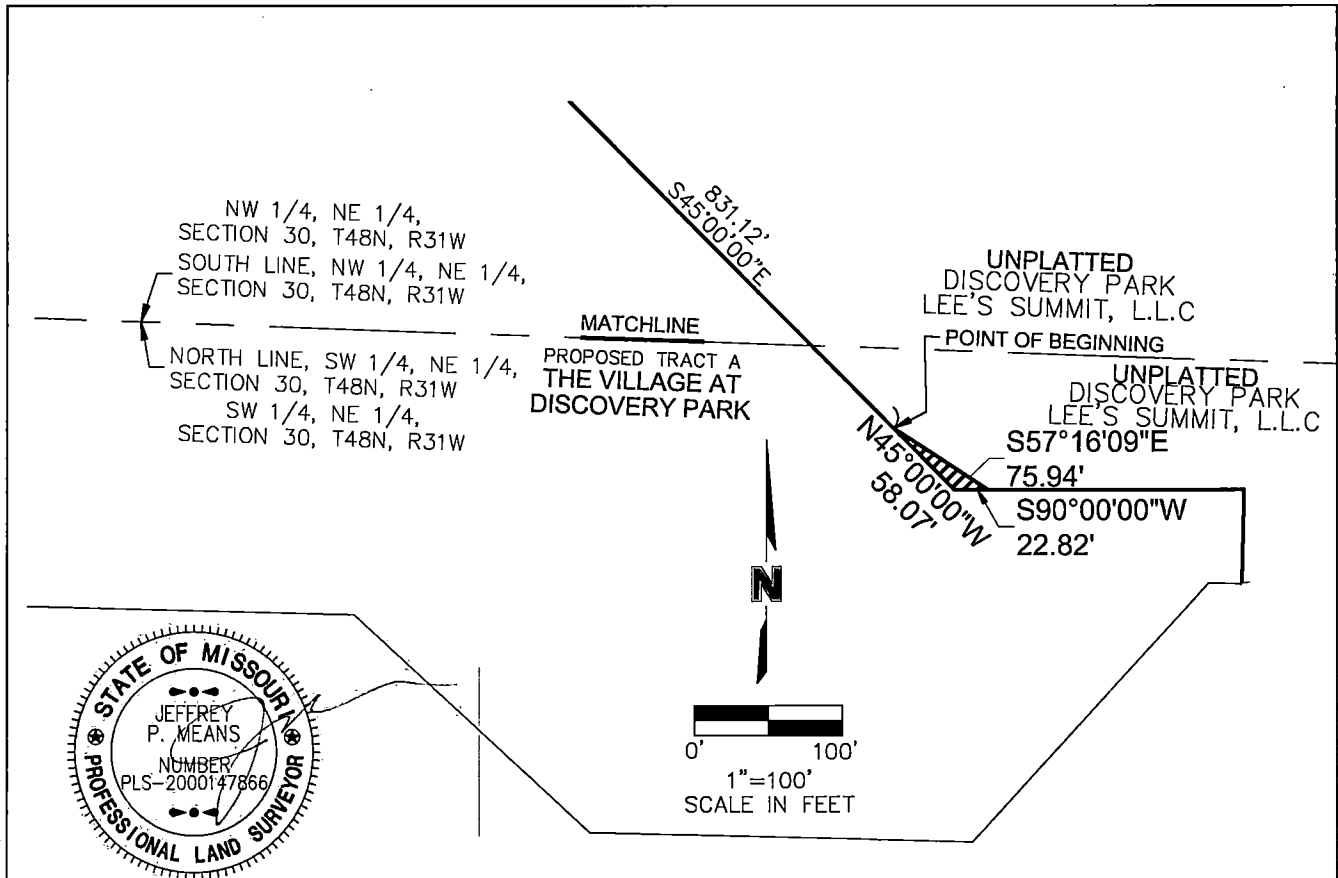 831.12'
S45°00'00"E
NW 1/4, NE 1/4,
SECTION 30, T48N, R31W
SOUTH LINE, NW 1/4, NE 1/4,
SECTION 30, T48N, R31W
UNPLATTED
DISCOVERY PARK
LEE'S SUMMIT, L.L.C
MATCHLINE
POINT OF BEGINNING
NORTH LINE, SW 1/4, NE 1/4,
SECTION 30, T48N, R31W
SW 1/4, NE 1/4,
SECTION 30, T48N, R31W
PROPOSED TRACT A
THE VILLAGE AT
DISCOVERY PARK
UNPLATTED
DISCOVERY PARK
LEE'S SUMMIT, L.L.C
S57°16'09"E
75.94'
N45°00'00"W
58.07'
S90°00'00"W
22.82'
N
0' 100'
1"=100'
SCALE IN FEET
STATE OF MISSOURI
JEFFREY
P. MEANS
NUMBER
PLS-2000147866
PROFESSIONAL LAND SURVEYOR